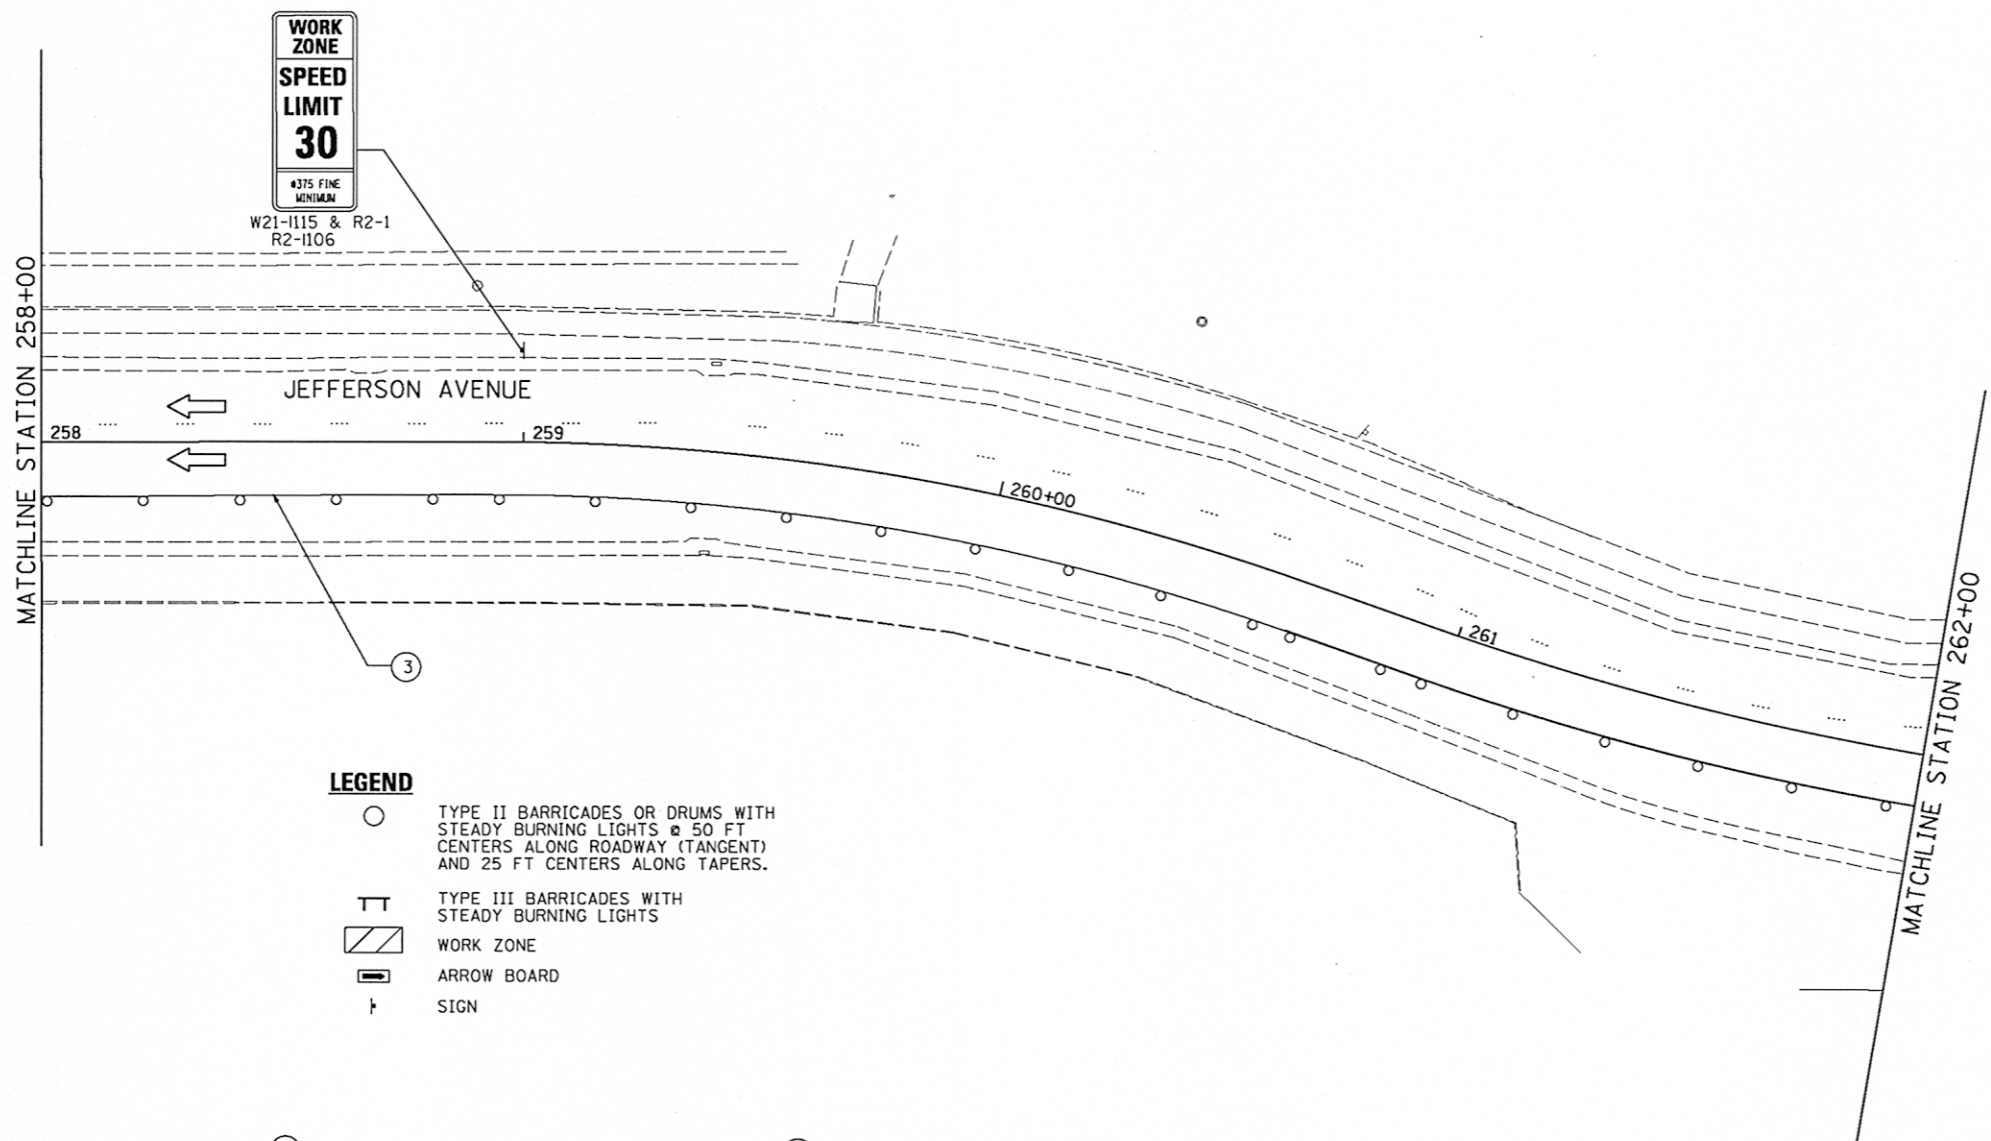 WORK
ZONE
SPEED
LIMIT
30
$375 FINE
MINIMUM
W21-I115 & R2-1
R2-I106
MATCHLINE STATION 258+00
JEFFERSON AVENUE
258
259
260+00
261
MATCHLINE STATION 262+00
3
LEGEND
TYPE II BARRICADES OR DRUMS WITH
STEADY BURNING LIGHTS @ 50 FT
CENTERS ALONG ROADWAY (TANGENT)
AND 25 FT CENTERS ALONG TAPERS.
TYPE III BARRICADES WITH
STEADY BURNING LIGHTS
WORK ZONE
ARROW BOARD
SIGN